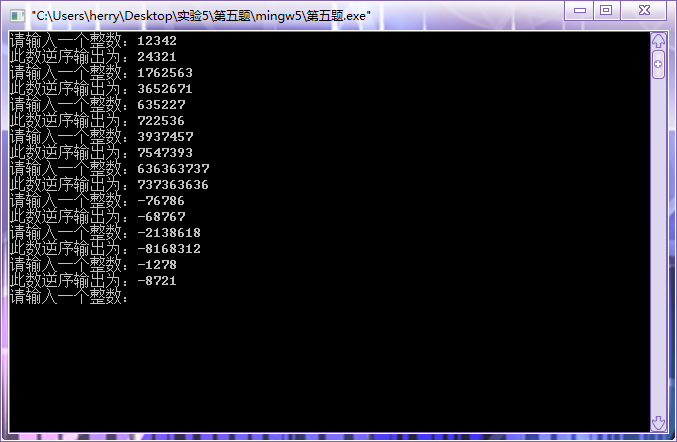 "C:\Users\herry\Desktop\实验5\第五题\mingw5\第五题.exe"
请输入一个整数：12342
此数逆序输出为：24321
请输入一个整数：1762563
此数逆序输出为：3652671
请输入一个整数：635227
此数逆序输出为：722536
请输入一个整数：3937457
此数逆序输出为：7547393
请输入一个整数：636363737
此数逆序输出为：737363636
请输入一个整数：-76786
此数逆序输出为：-68767
请输入一个整数：-2138618
此数逆序输出为：-8168312
请输入一个整数：-1278
此数逆序输出为：-8721
请输入一个整数：